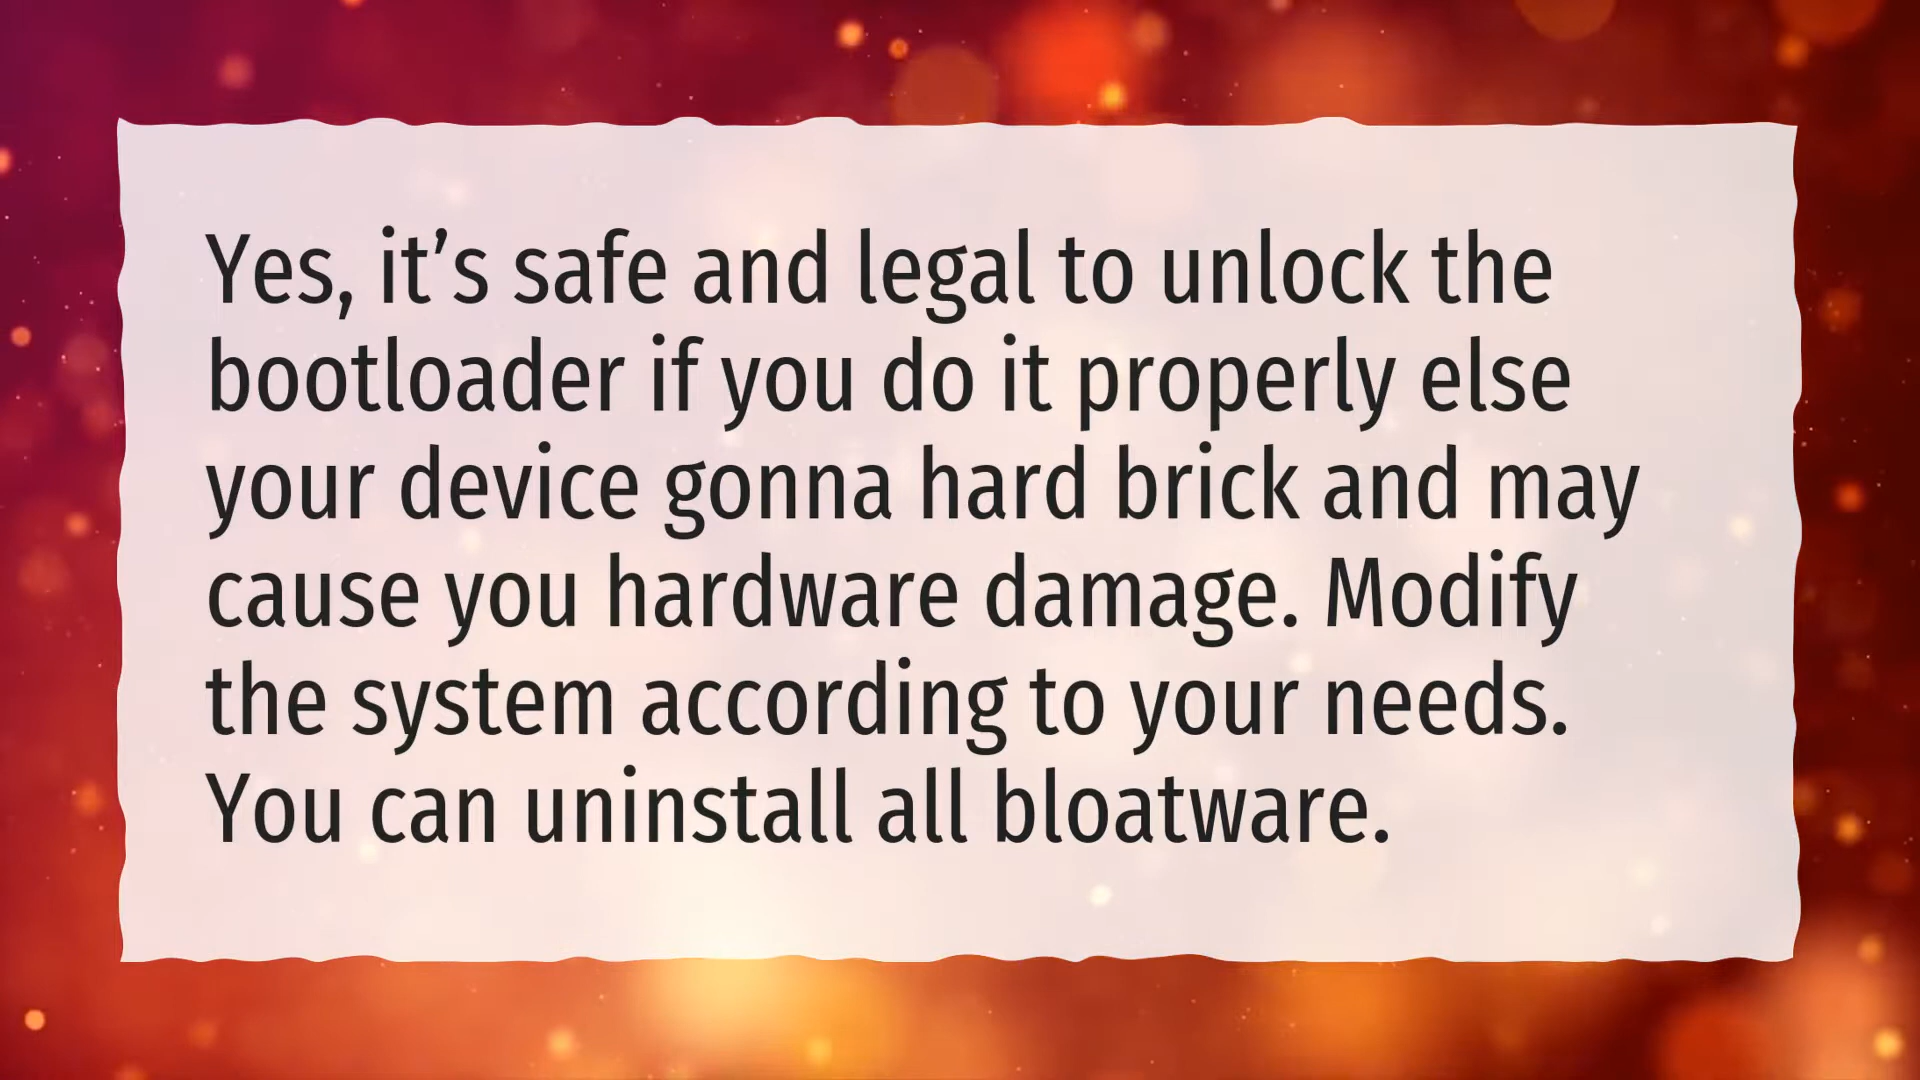 Yes, it’s safe and legal to unlock the
bootloader if you do it properly else
your device gonna hard brick and may
cause you hardware damage. Modify
the system according to your needs.
You can uninstall all bloatware.